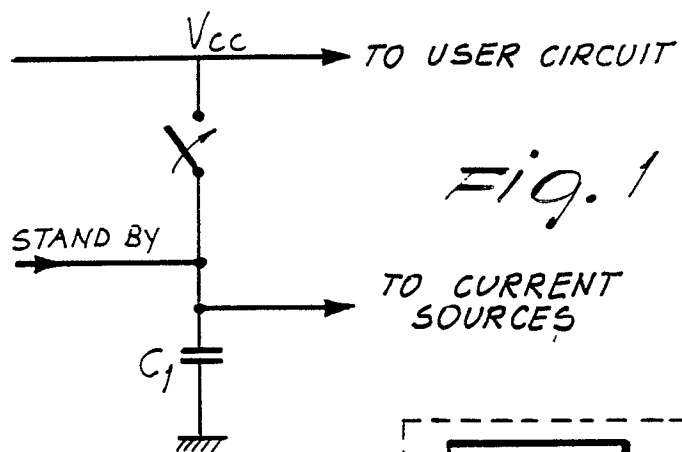 Vcc
TO USER CIRCUIT
Fig. 1
STAND BY
TO CURRENT
SOURCES
C1